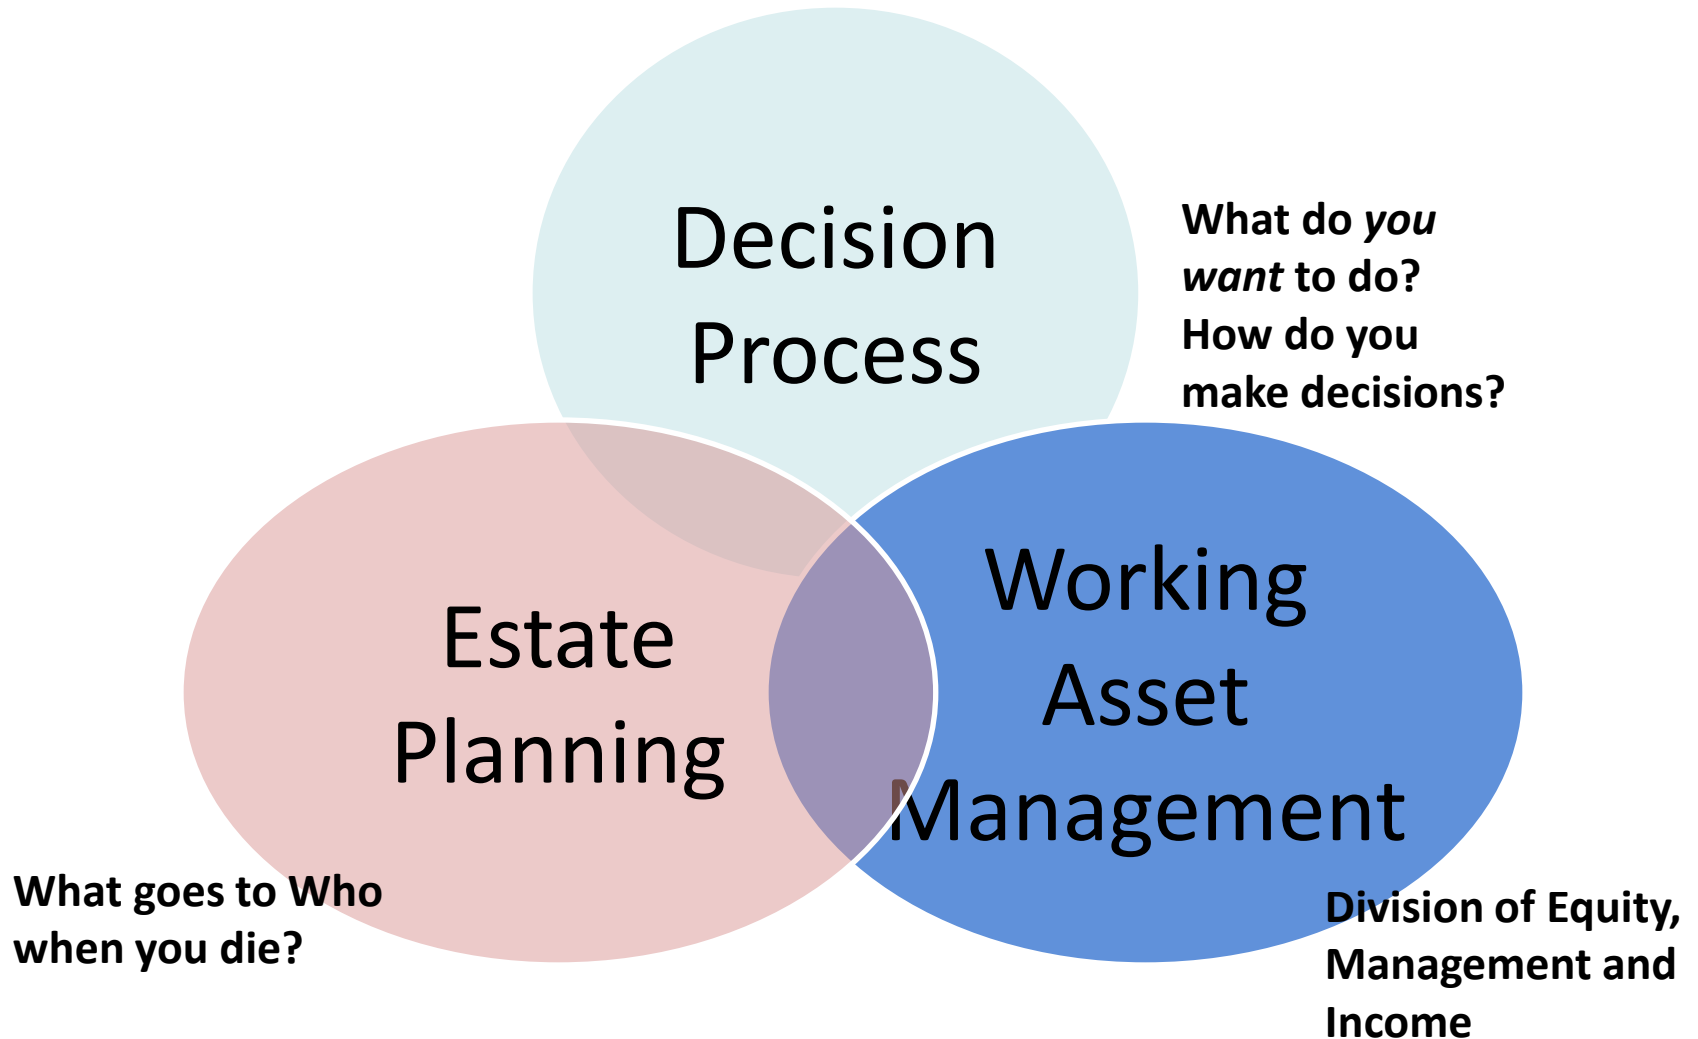 Decision
Process
What do you
want to do?
How do you
make decisions?
Estate
Planning
Working
Asset
Management
What goes to Who
when you die?
Division of Equity,
Management and
Income